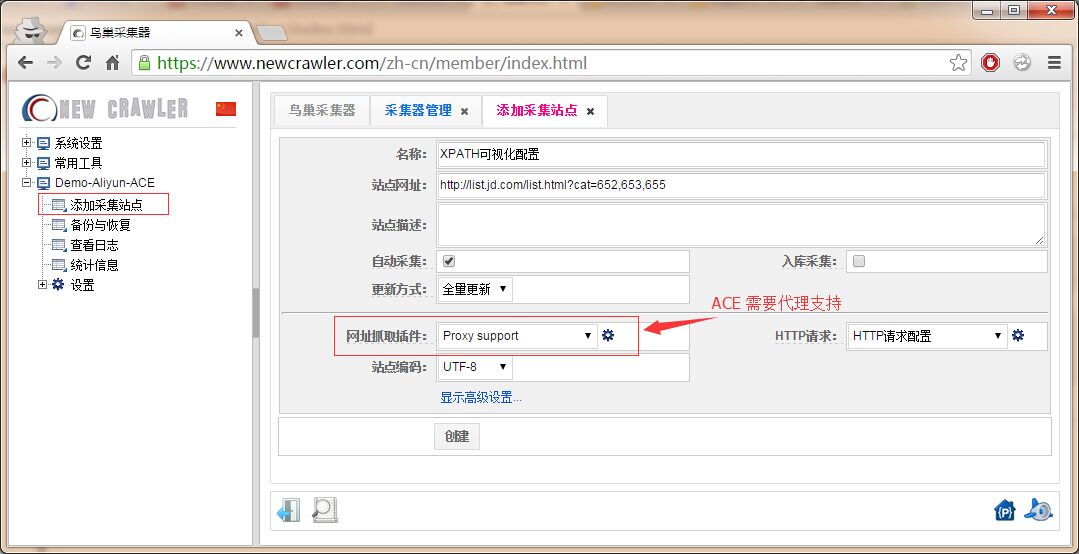 鸟巢采集器
https://www.newcrawler.com/zh-cn/member/index.html
NEW CRAWLER
系统设置
常用工具
Demo-Aliyun-ACE
添加采集站点
备份与恢复
查看日志
统计信息
设置
鸟巢采集器 采集器管理 添加采集站点
名称: XPATH可视化配置
站点网址: http://list.jd.com/list.html?cat=652,653,655
站点描述:
自动采集: 入库采集:
更新方式: 全量更新
ACE 需要代理支持
网址抓取插件: Proxy support HTTP请求: HTTP请求配置
站点编码: UTF-8
显示高级设置...
创建
{P}